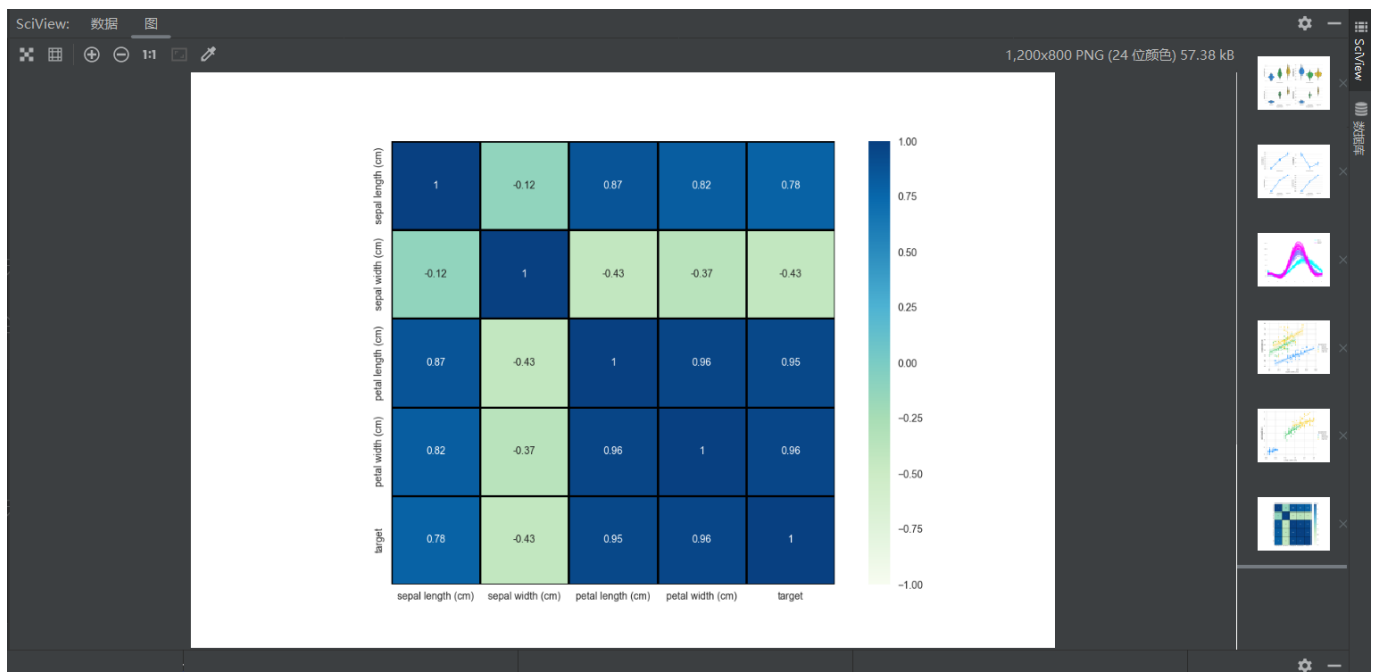 SciView: 数据 图
1:1
1,200x800 PNG (24 位颜色) 57.38 kB
SciView
数据库
sepal length (cm) 1 -0.12 0.87 0.82 0.78
sepal width (cm) -0.12 1 -0.43 -0.37 -0.43
petal length (cm) 0.87 -0.43 1 0.96 0.95
petal width (cm) 0.82 -0.37 0.96 1 0.96
target 0.78 -0.43 0.95 0.96 1
sepal length (cm) sepal width (cm) petal length (cm) petal width (cm) target
1.00
0.75
0.50
0.25
0.00
−0.25
−0.50
−0.75
−1.00